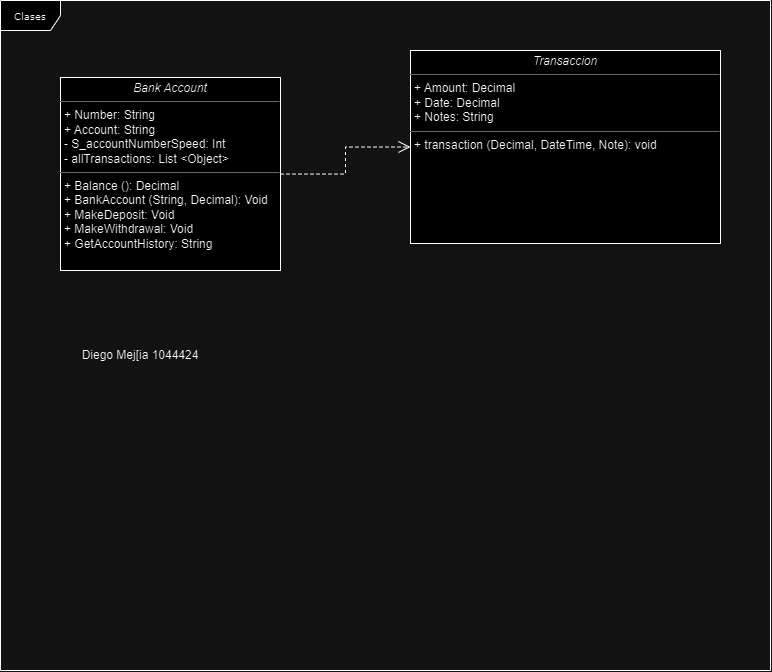 Clases
Bank Account
+ Number: String
+ Account: String
- S_accountNumberSpeed: Int
- allTransactions: List <Object>
+ Balance (): Decimal
+ BankAccount (String, Decimal): Void
+ MakeDeposit: Void
+ MakeWithdrawal: Void
+ GetAccountHistory: String
Transaccion
+ Amount: Decimal
+ Date: Decimal
+ Notes: String
+ transaction (Decimal, DateTime, Note): void
Diego Mej[ia 1044424